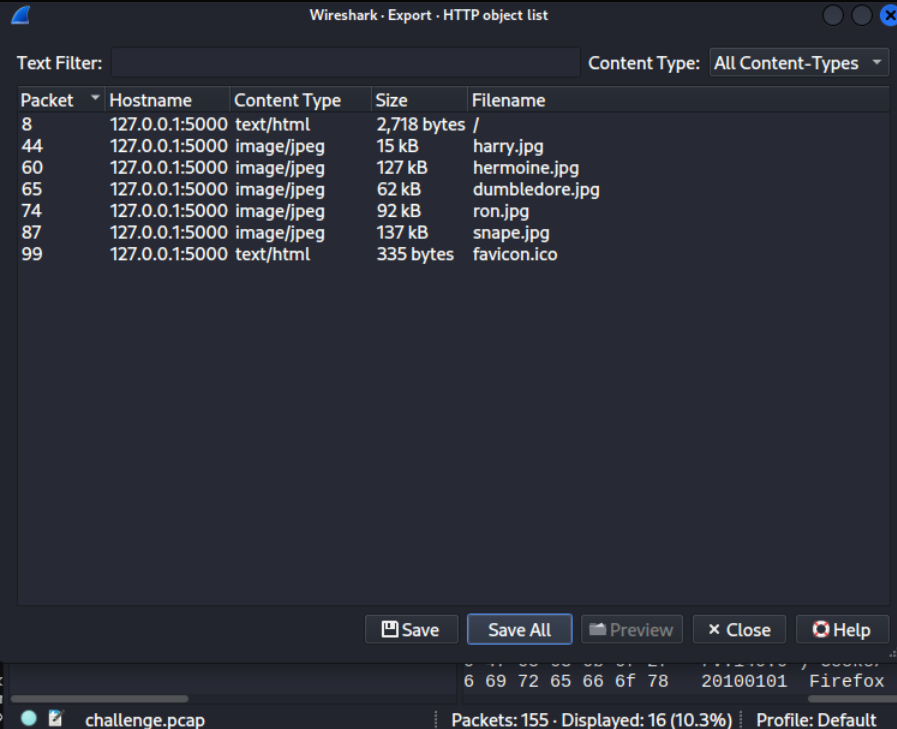 Wireshark · Export · HTTP object list
Text Filter: Content Type: All Content-Types
Packet Hostname Content Type Size Filename
8 127.0.0.1:5000 text/html 2,718 bytes /
44 127.0.0.1:5000 image/jpeg 15 kB harry.jpg
60 127.0.0.1:5000 image/jpeg 127 kB hermoine.jpg
65 127.0.0.1:5000 image/jpeg 62 kB dumbledore.jpg
74 127.0.0.1:5000 image/jpeg 92 kB ron.jpg
87 127.0.0.1:5000 image/jpeg 137 kB snape.jpg
99 127.0.0.1:5000 text/html 335 bytes favicon.ico
Save Save All Preview Close Help
6 69 72 65 66 6f 78 20100101 Firefox
challenge.pcap Packets: 155 · Displayed: 16 (10.3%) Profile: Default